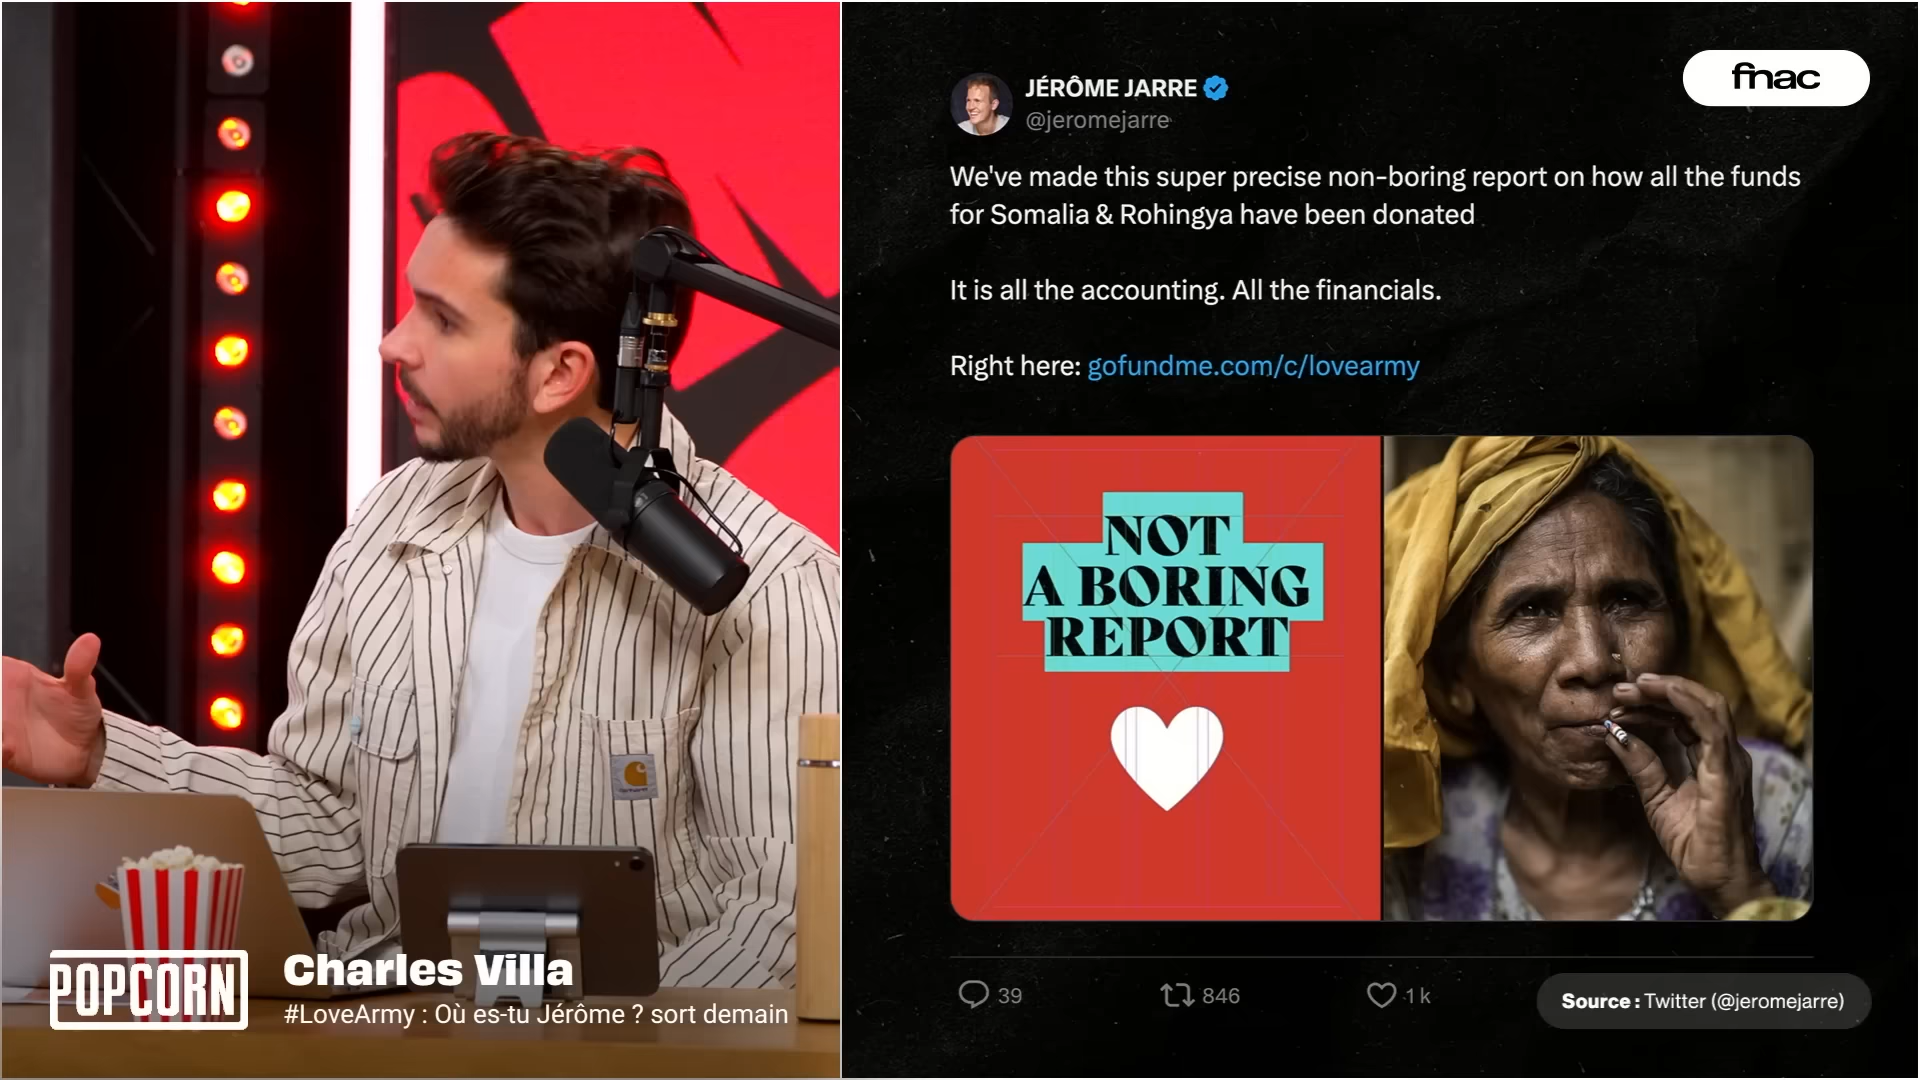 fnac
JÉRÔME JARRE
@jeromejarre
We've made this super precise non-boring report on how all the funds
for Somalia & Rohingya have been donated
It is all the accounting. All the financials.
Right here: gofundme.com/c/lovearmy
NOT
A BORING
REPORT
39
846
1 k
Source : Twitter (@jeromejarre)
POPCORN
Charles Villa
#LoveArmy : Où es-tu Jérôme ? sort demain